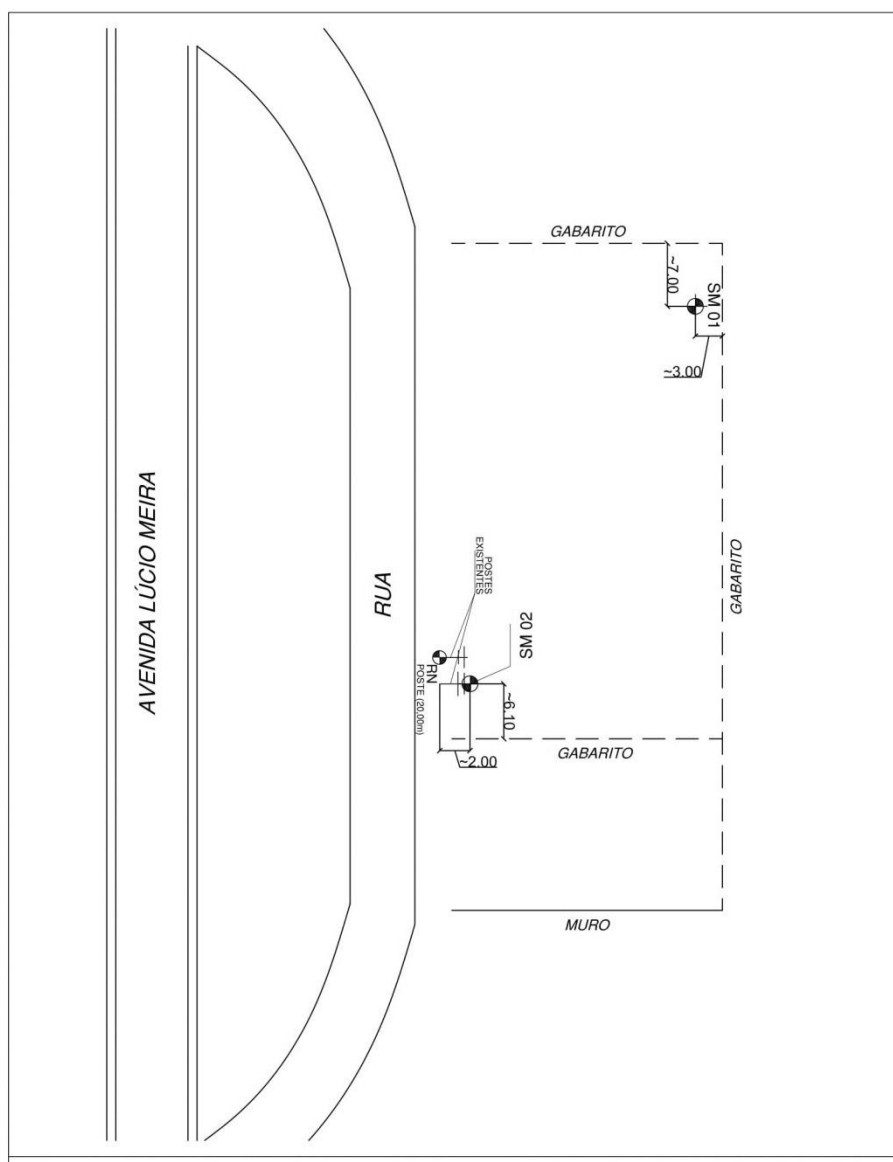 GABARITO
~7.00
SM 01
~3.00
AVENIDA LÚCIO MEIRA
RUA
POSTES
EXISTENTES
SM 02
GABARITO
RN
POSTE (20,00m)
~6.10
GABARITO
~2.00
MURO